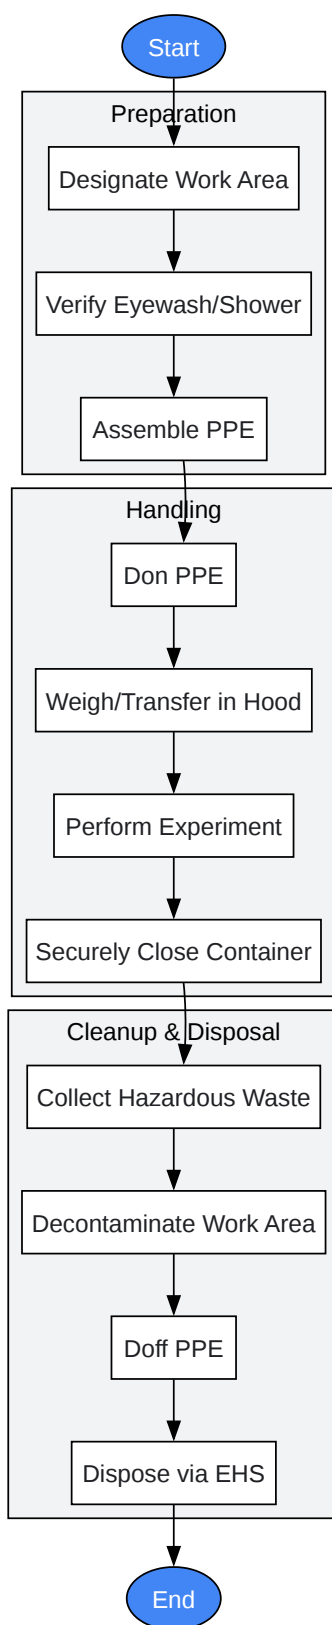 Start
Preparation
Designate Work Area
Verify Eyewash/Shower
Assemble PPE
Handling
Don PPE
Weigh/Transfer in Hood
Perform Experiment
Securely Close Container
Cleanup & Disposal
Collect Hazardous Waste
Decontaminate Work Area
Doff PPE
Dispose via EHS
End